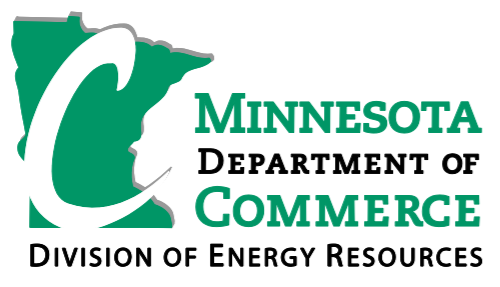 C
MINNESOTA
DEPARTMENT OF
COMMERCE
DIVISION OF ENERGY RESOURCES